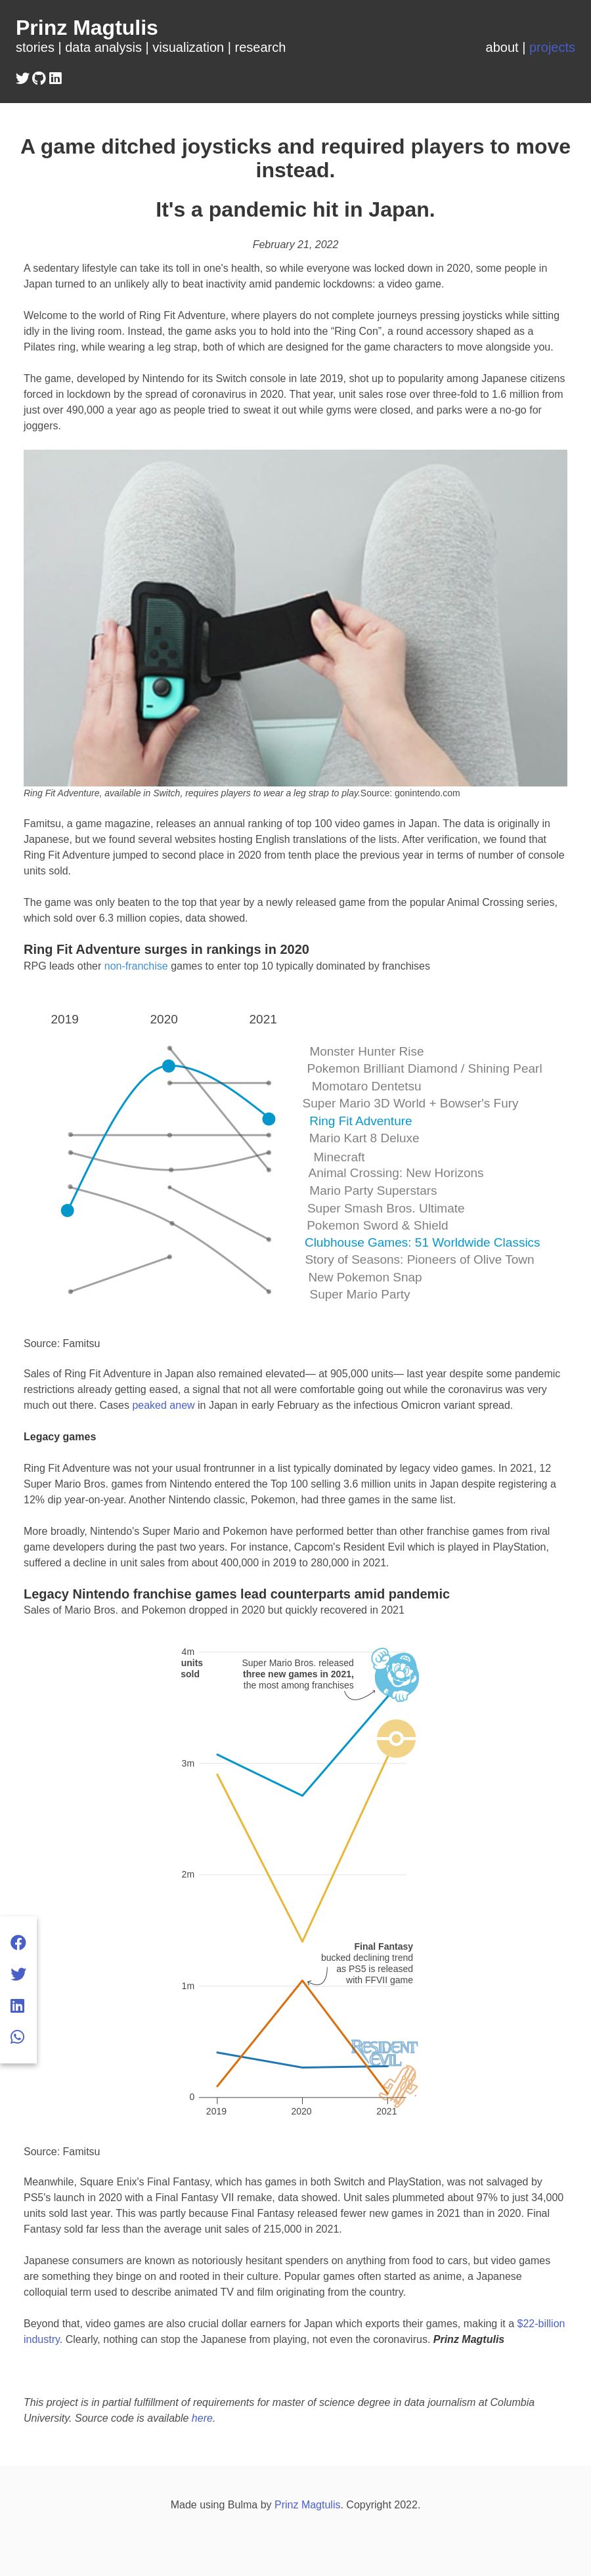 Prinz Magtulis
stories | data analysis | visualization | research
about | projects
A game ditched joysticks and required players to move
instead.
It's a pandemic hit in Japan.
February 21, 2022
A sedentary lifestyle can take its toll in one's health, so while everyone was locked down in 2020, some people in
Japan turned to an unlikely ally to beat inactivity amid pandemic lockdowns: a video game.
Welcome to the world of Ring Fit Adventure, where players do not complete journeys pressing joysticks while sitting
idly in the living room. Instead, the game asks you to hold into the “Ring Con”, a round accessory shaped as a
Pilates ring, while wearing a leg strap, both of which are designed for the game characters to move alongside you.
The game, developed by Nintendo for its Switch console in late 2019, shot up to popularity among Japanese citizens
forced in lockdown by the spread of coronavirus in 2020. That year, unit sales rose over three-fold to 1.6 million from
just over 490,000 a year ago as people tried to sweat it out while gyms were closed, and parks were a no-go for
joggers.
Ring Fit Adventure, available in Switch, requires players to wear a leg strap to play.Source: gonintendo.com
Famitsu, a game magazine, releases an annual ranking of top 100 video games in Japan. The data is originally in
Japanese, but we found several websites hosting English translations of the lists. After verification, we found that
Ring Fit Adventure jumped to second place in 2020 from tenth place the previous year in terms of number of console
units sold.
The game was only beaten to the top that year by a newly released game from the popular Animal Crossing series,
which sold over 6.3 million copies, data showed.
Ring Fit Adventure surges in rankings in 2020
RPG leads other non-franchise games to enter top 10 typically dominated by franchises
2019 2020 2021
Monster Hunter Rise
Pokemon Brilliant Diamond / Shining Pearl
Momotaro Dentetsu
Super Mario 3D World + Bowser's Fury
Ring Fit Adventure
Mario Kart 8 Deluxe
Minecraft
Animal Crossing: New Horizons
Mario Party Superstars
Super Smash Bros. Ultimate
Pokemon Sword & Shield
Clubhouse Games: 51 Worldwide Classics
Story of Seasons: Pioneers of Olive Town
New Pokemon Snap
Super Mario Party
Source: Famitsu
Sales of Ring Fit Adventure in Japan also remained elevated— at 905,000 units— last year despite some pandemic
restrictions already getting eased, a signal that not all were comfortable going out while the coronavirus was very
much out there. Cases peaked anew in Japan in early February as the infectious Omicron variant spread.
Legacy games
Ring Fit Adventure was not your usual frontrunner in a list typically dominated by legacy video games. In 2021, 12
Super Mario Bros. games from Nintendo entered the Top 100 selling 3.6 million units in Japan despite registering a
12% dip year-on-year. Another Nintendo classic, Pokemon, had three games in the same list.
More broadly, Nintendo's Super Mario and Pokemon have performed better than other franchise games from rival
game developers during the past two years. For instance, Capcom's Resident Evil which is played in PlayStation,
suffered a decline in unit sales from about 400,000 in 2019 to 280,000 in 2021.
Legacy Nintendo franchise games lead counterparts amid pandemic
Sales of Mario Bros. and Pokemon dropped in 2020 but quickly recovered in 2021
4m
units
sold
Super Mario Bros. released
three new games in 2021,
the most among franchises
3m
2m
Final Fantasy
bucked declining trend
as PS5 is released
with FFVII game
1m
RESIDENT
EVIL
0
2019 2020 2021
Source: Famitsu
Meanwhile, Square Enix's Final Fantasy, which has games in both Switch and PlayStation, was not salvaged by
PS5's launch in 2020 with a Final Fantasy VII remake, data showed. Unit sales plummeted about 97% to just 34,000
units sold last year. This was partly because Final Fantasy released fewer new games in 2021 than in 2020. Final
Fantasy sold far less than the average unit sales of 215,000 in 2021.
Japanese consumers are known as notoriously hesitant spenders on anything from food to cars, but video games
are something they binge on and rooted in their culture. Popular games often started as anime, a Japanese
colloquial term used to describe animated TV and film originating from the country.
Beyond that, video games are also crucial dollar earners for Japan which exports their games, making it a $22-billion
industry. Clearly, nothing can stop the Japanese from playing, not even the coronavirus. Prinz Magtulis
This project is in partial fulfillment of requirements for master of science degree in data journalism at Columbia
University. Source code is available here.
Made using Bulma by Prinz Magtulis. Copyright 2022.